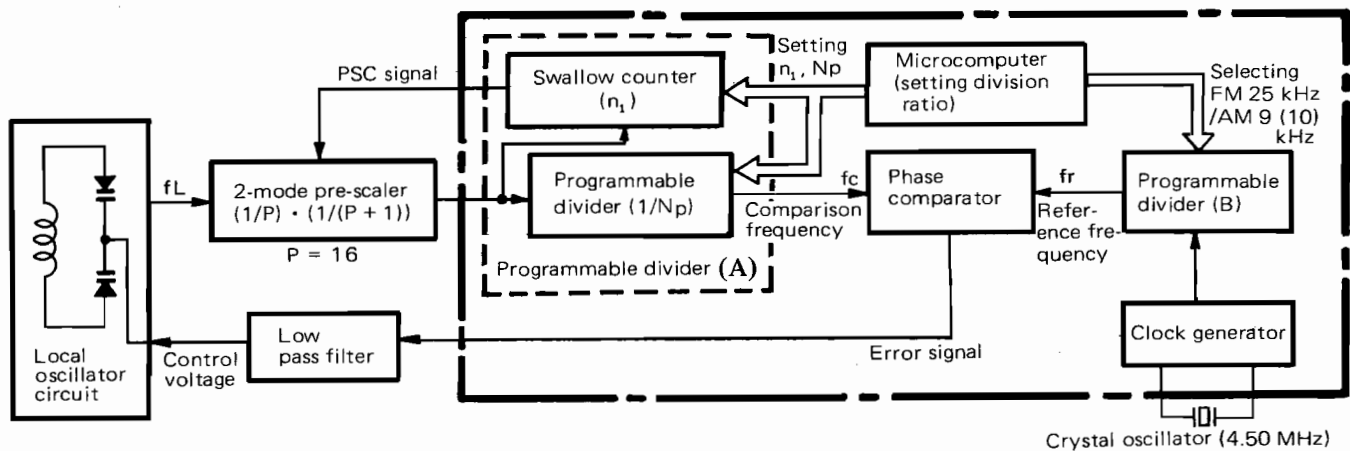 PSC signal
Swallow counter
(n₁)
Setting
n₁, Np
Microcomputer
(setting division
ratio)
Selecting
FM 25 kHz
/AM 9 (10)
kHz
fL
2-mode pre-scaler
(1/P) · (1/(P + 1))
P = 16
Programmable
divider (1/Np)
fc
Comparison
frequency
Phase
comparator
fr
Refer-
ence fre-
quency
Programmable
divider (B)
Programmable divider (A)
Local
oscillator
circuit
Control
voltage
Low
pass filter
Error signal
Clock generator
Crystal oscillator (4.50 MHz)